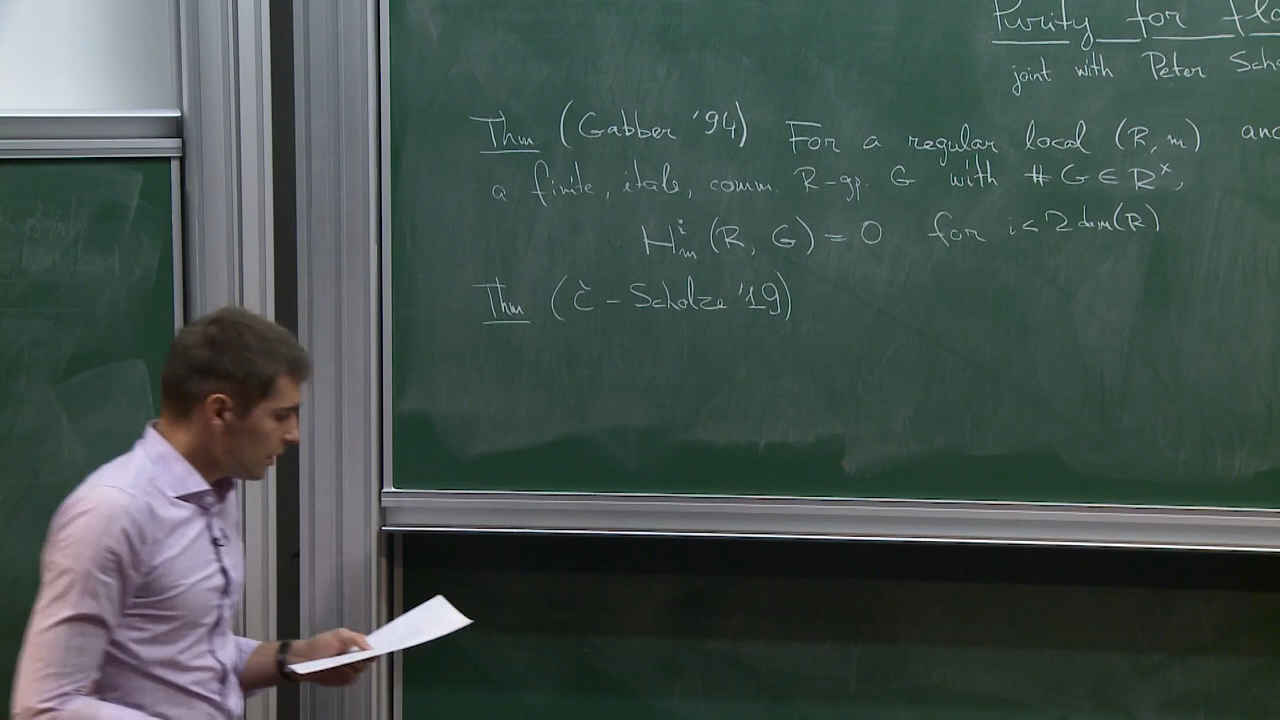 Purity for fla
joint with Peter Scho
Thm (Gabber '94) For a regular local (R, m) and
a finite, étale, comm. R-gp. G with # G ∈ R^×,
H^i_m (R, G) = 0 for i < 2 dim(R)
Thm (Č - Scholze '19)